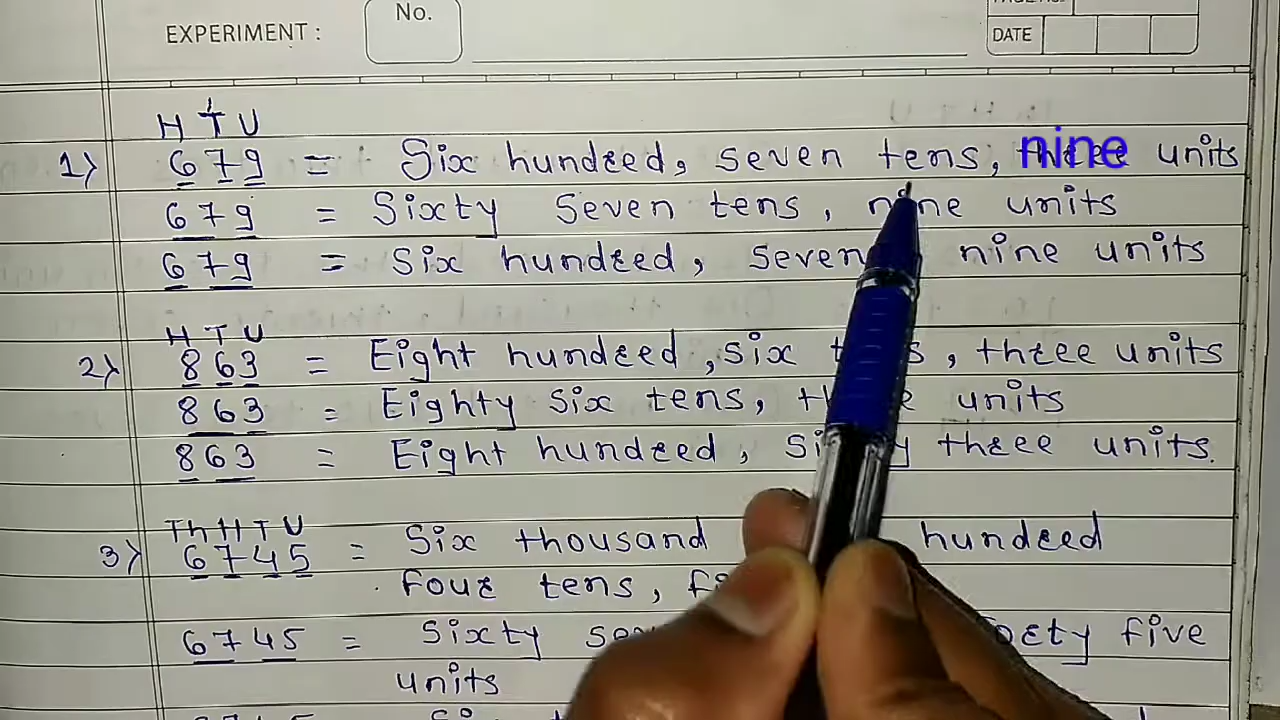 EXPERIMENT :
No.
DATE
H T U
1) 679 = Six hundred, seven tens, nine units
679 = Sixty seven tens, nine units
679 = Six hundred, seven nine units
H T U
2) 863 = Eight hundred, six s, three units
863 = Eighty six tens, units
863 = Eight hundred, three units.
Th H T U
3) 6745 = Six thousand hundred
four tens,
6745 = Sixty five
units